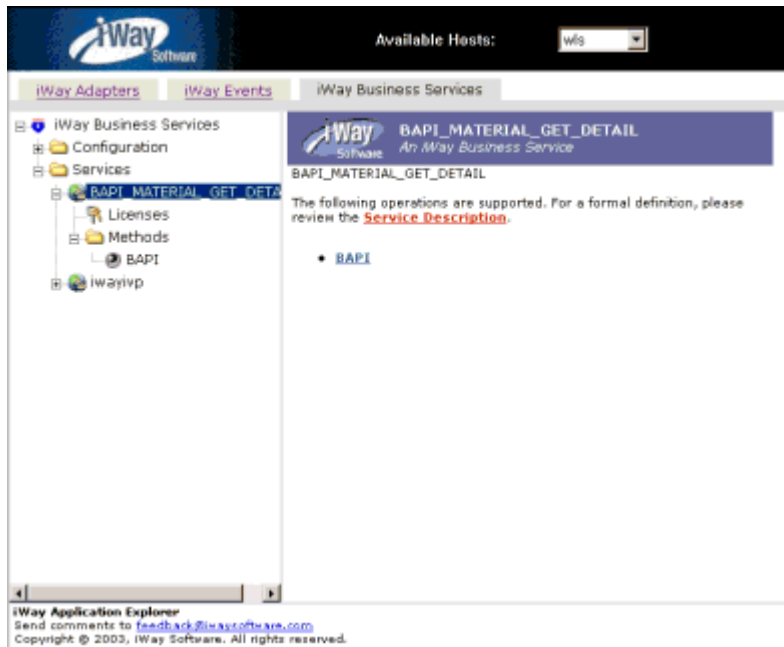 iWay
Software
Available Hosts: wls
iWay Adapters iWay Events iWay Business Services
iWay Business Services
Configuration
Services
BAPI_MATERIAL_GET_DETA
Licenses
Methods
BAPI
iwayivp
iWay
Software
BAPI_MATERIAL_GET_DETAIL
An iWay Business Service
BAPI_MATERIAL_GET_DETAIL
The following operations are supported. For a formal definition, please
review the Service Description.
• BAPI
iWay Application Explorer
Send comments to feedback@iwaysoftware.com
Copyright © 2003, iWay Software. All rights reserved.